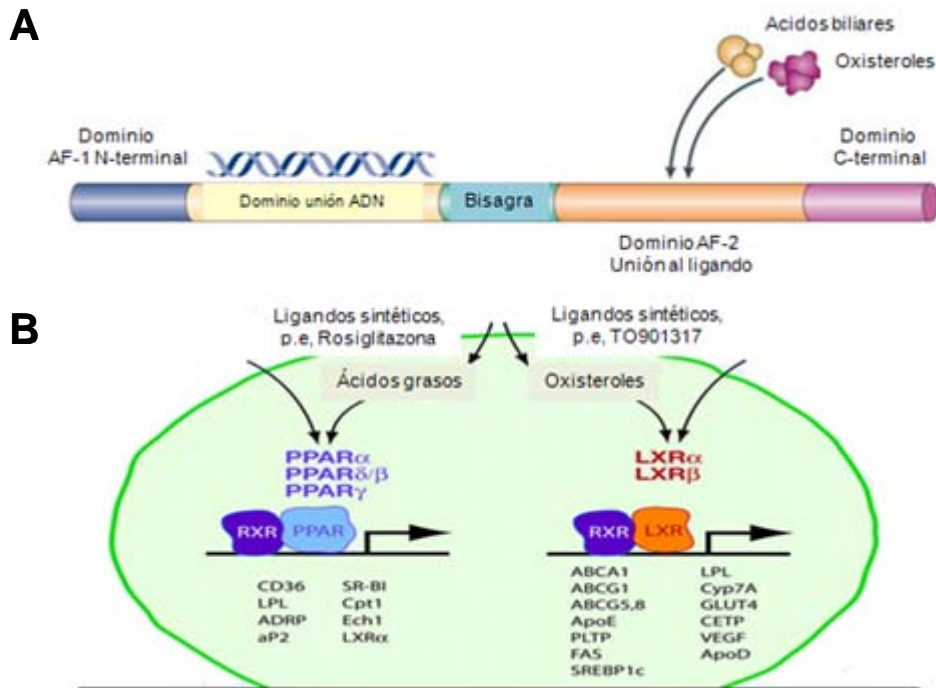 A
Acidos biliares
Oxisteroles
Dominio
AF-1 N-terminal
Dominio
C-terminal
Dominio unión ADN
Bisagra
Dominio AF-2
Unión al ligando
B
Ligandos sintéticos,
p.e, Rosiglitazona
Ligandos sintéticos,
p.e, TO901317
Ácidos grasos
Oxisteroles
PPARα
PPARδ/β
PPARγ
LXRα
LXRβ
RXR
PPAR
RXR
LXR
CD36
LPL
ADRP
aP2
SR-BI
Cpt1
Ech1
LXRα
ABCA1
ABCG1
ABCG5,8
ApoE
PLTP
FAS
SREBP1c
LPL
Cyp7A
GLUT4
CETP
VEGF
ApoD